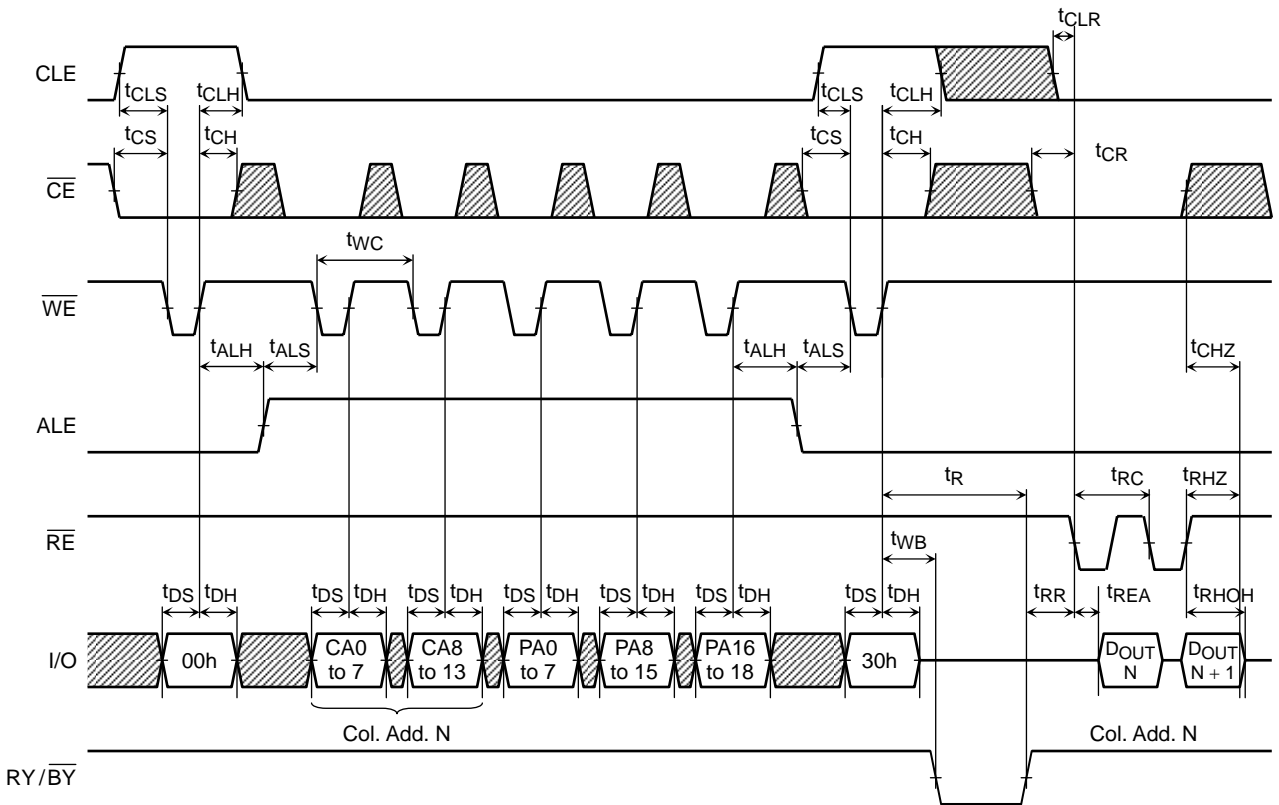 tCLR
CLE
tCLS tCLH tCLS tCLH
tCS tCH tCS tCH tCR
CE
tWC
WE
tALH tALS tALH tALS tCHZ
ALE
tR tRC tRHZ
RE
tWB
tDS tDH tDS tDH tDS tDH tDS tDH tDS tDH tDS tDH tDS tDH tRR tREA tRHOH
I/O 00h CA0 to 7 CA8 to 13 PA0 to 7 PA8 to 15 PA16 to 18 30h DOUT N DOUT N + 1
Col. Add. N Col. Add. N
RY/BY